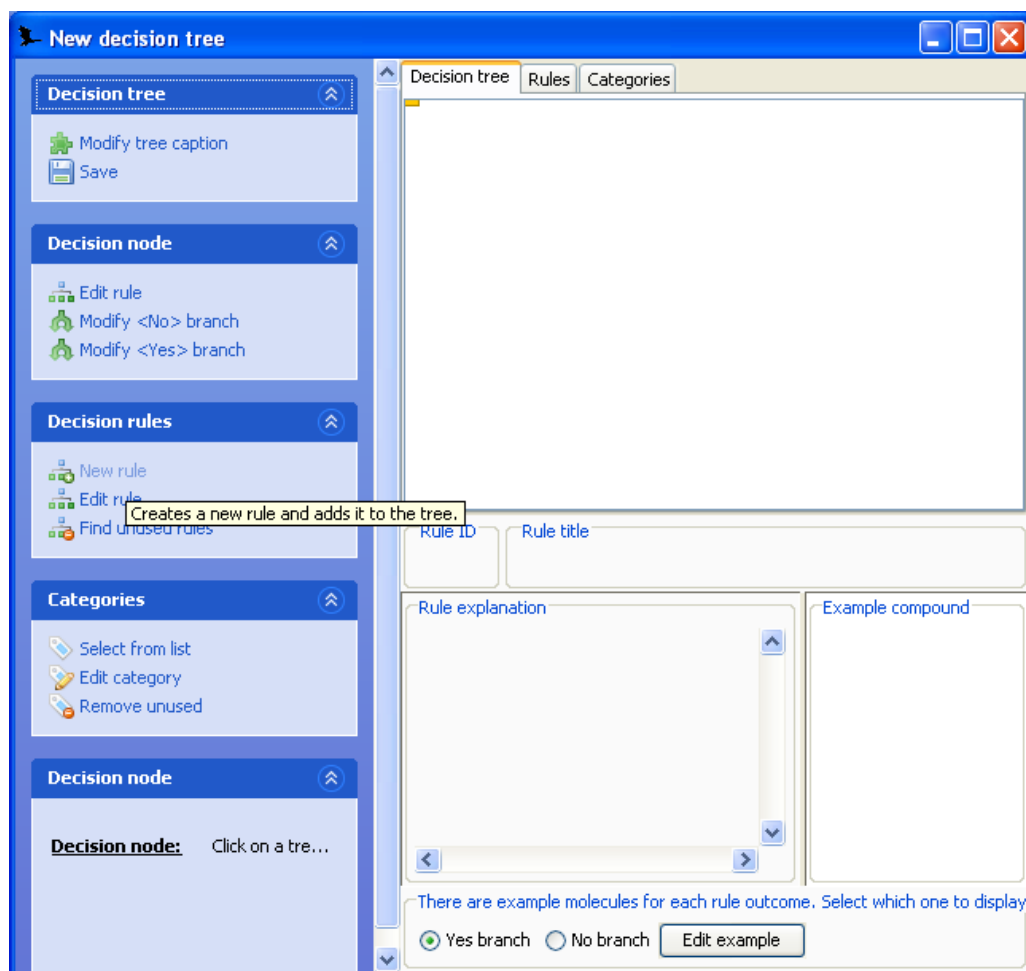 New decision tree
Decision tree
Modify tree caption
Save
Decision node
Edit rule
Modify <No> branch
Modify <Yes> branch
Decision rules
New rule
Edit rule
Creates a new rule and adds it to the tree.
Find unused rules
Categories
Select from list
Edit category
Remove unused
Decision node
Decision node: Click on a tre...
Decision tree Rules Categories
Rule ID Rule title
Rule explanation Example compound
There are example molecules for each rule outcome. Select which one to display
Yes branch No branch Edit example